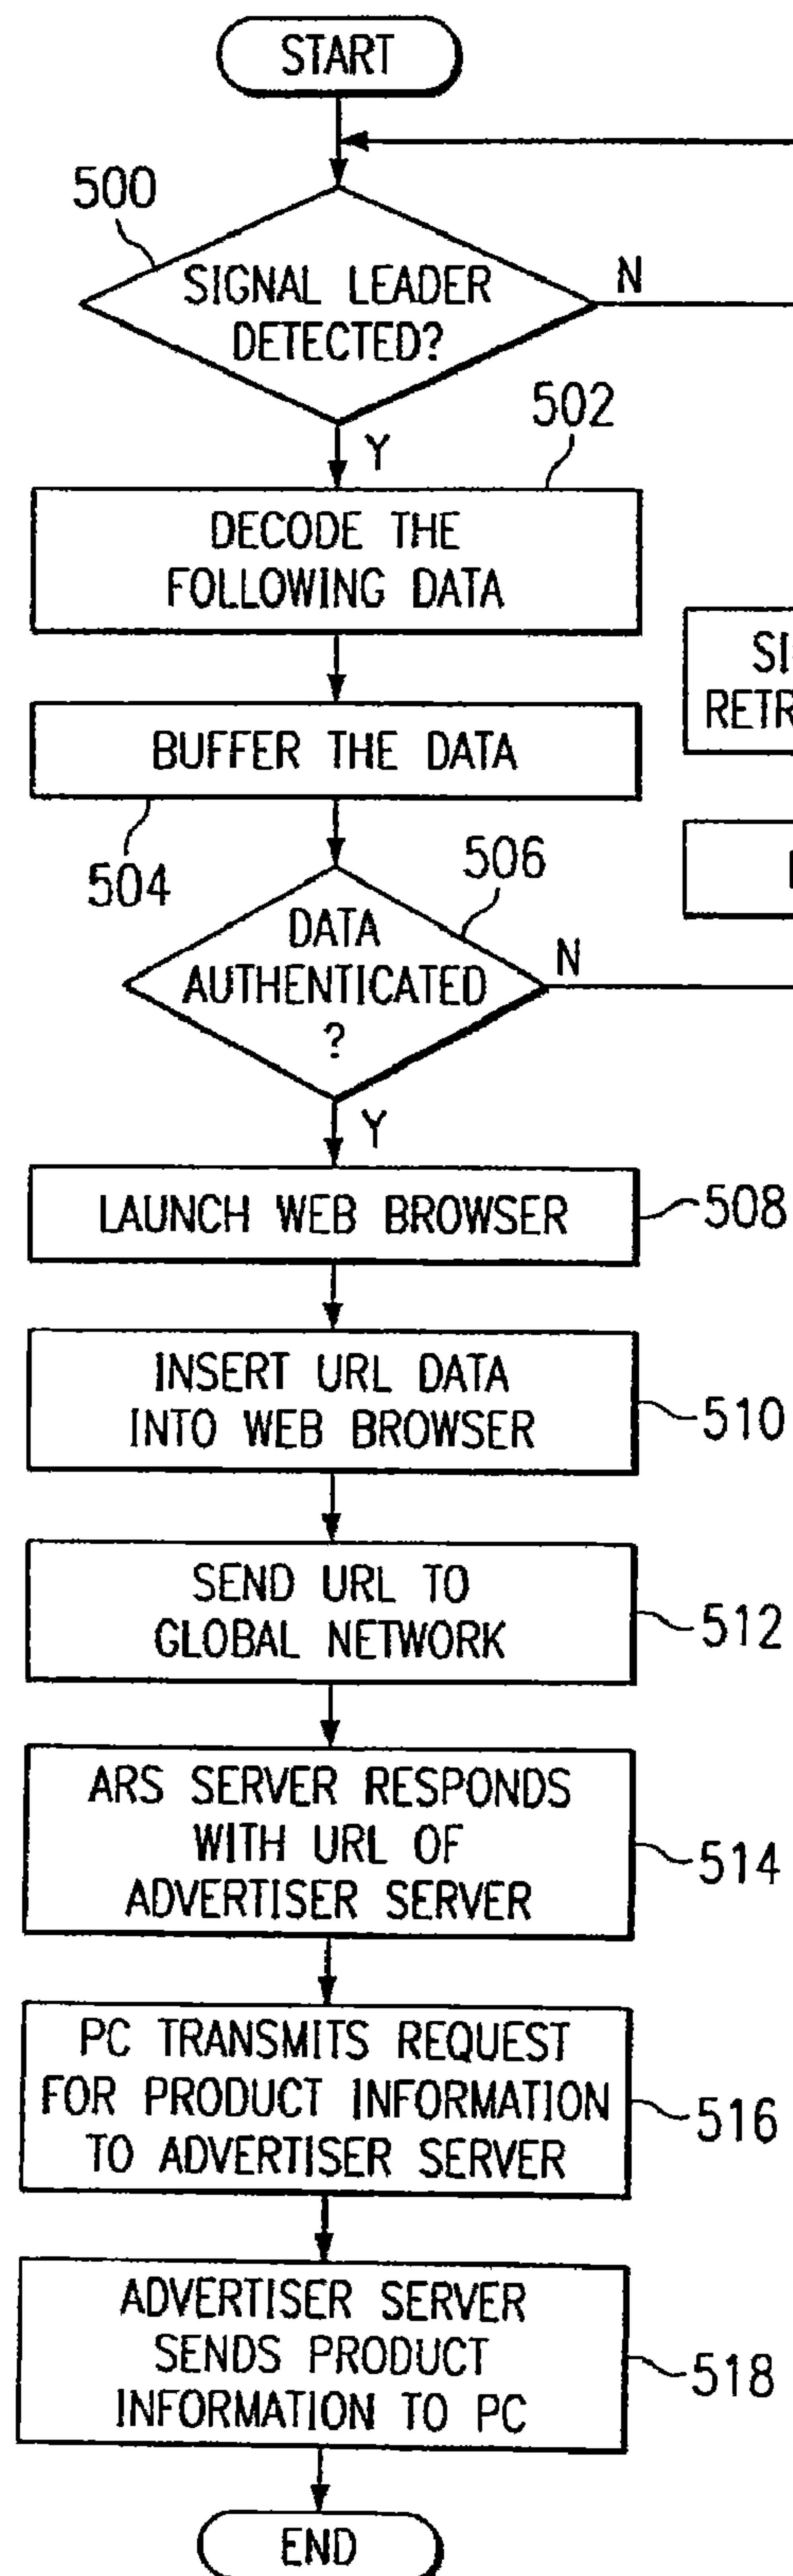 START
500
SIGNAL LEADER
DETECTED?
N
Y
502
DECODE THE
FOLLOWING DATA
BUFFER THE DATA
504
506
DATA
AUTHENTICATED
?
N
Y
LAUNCH WEB BROWSER
508
INSERT URL DATA
INTO WEB BROWSER
510
SEND URL TO
GLOBAL NETWORK
512
ARS SERVER RESPONDS
WITH URL OF
ADVERTISER SERVER
514
PC TRANSMITS REQUEST
FOR PRODUCT INFORMATION
TO ADVERTISER SERVER
516
ADVERTISER SERVER
SENDS PRODUCT
INFORMATION TO PC
518
END